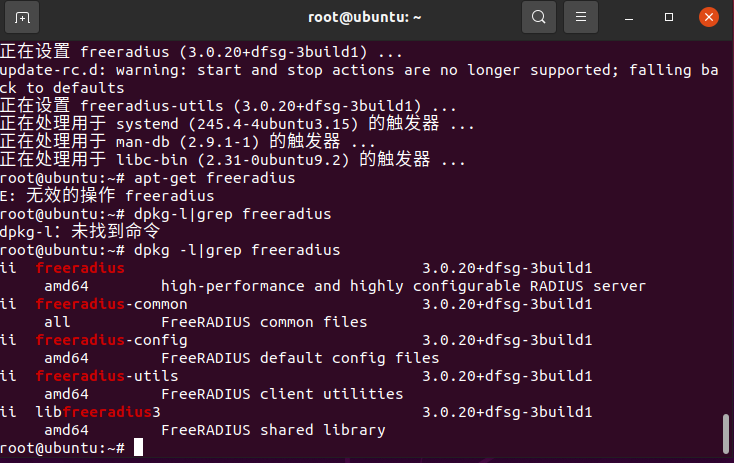 root@ubuntu: ~
正在设置 freeradius (3.0.20+dfsg-3build1) ...
update-rc.d: warning: start and stop actions are no longer supported; falling ba
ck to defaults
正在设置 freeradius-utils (3.0.20+dfsg-3build1) ...
正在处理用于 systemd (245.4-4ubuntu3.15) 的触发器 ...
正在处理用于 man-db (2.9.1-1) 的触发器 ...
正在处理用于 libc-bin (2.31-0ubuntu9.2) 的触发器 ...
root@ubuntu:~# apt-get freeradius
E: 无效的操作 freeradius
root@ubuntu:~# dpkg-l|grep freeradius
dpkg-l：未找到命令
root@ubuntu:~# dpkg -l|grep freeradius
ii  freeradius                                 3.0.20+dfsg-3build1
     amd64        high-performance and highly configurable RADIUS server
ii  freeradius-common                          3.0.20+dfsg-3build1
     all          FreeRADIUS common files
ii  freeradius-config                          3.0.20+dfsg-3build1
     amd64        FreeRADIUS default config files
ii  freeradius-utils                           3.0.20+dfsg-3build1
     amd64        FreeRADIUS client utilities
ii  libfreeradius3                             3.0.20+dfsg-3build1
     amd64        FreeRADIUS shared library
root@ubuntu:~#